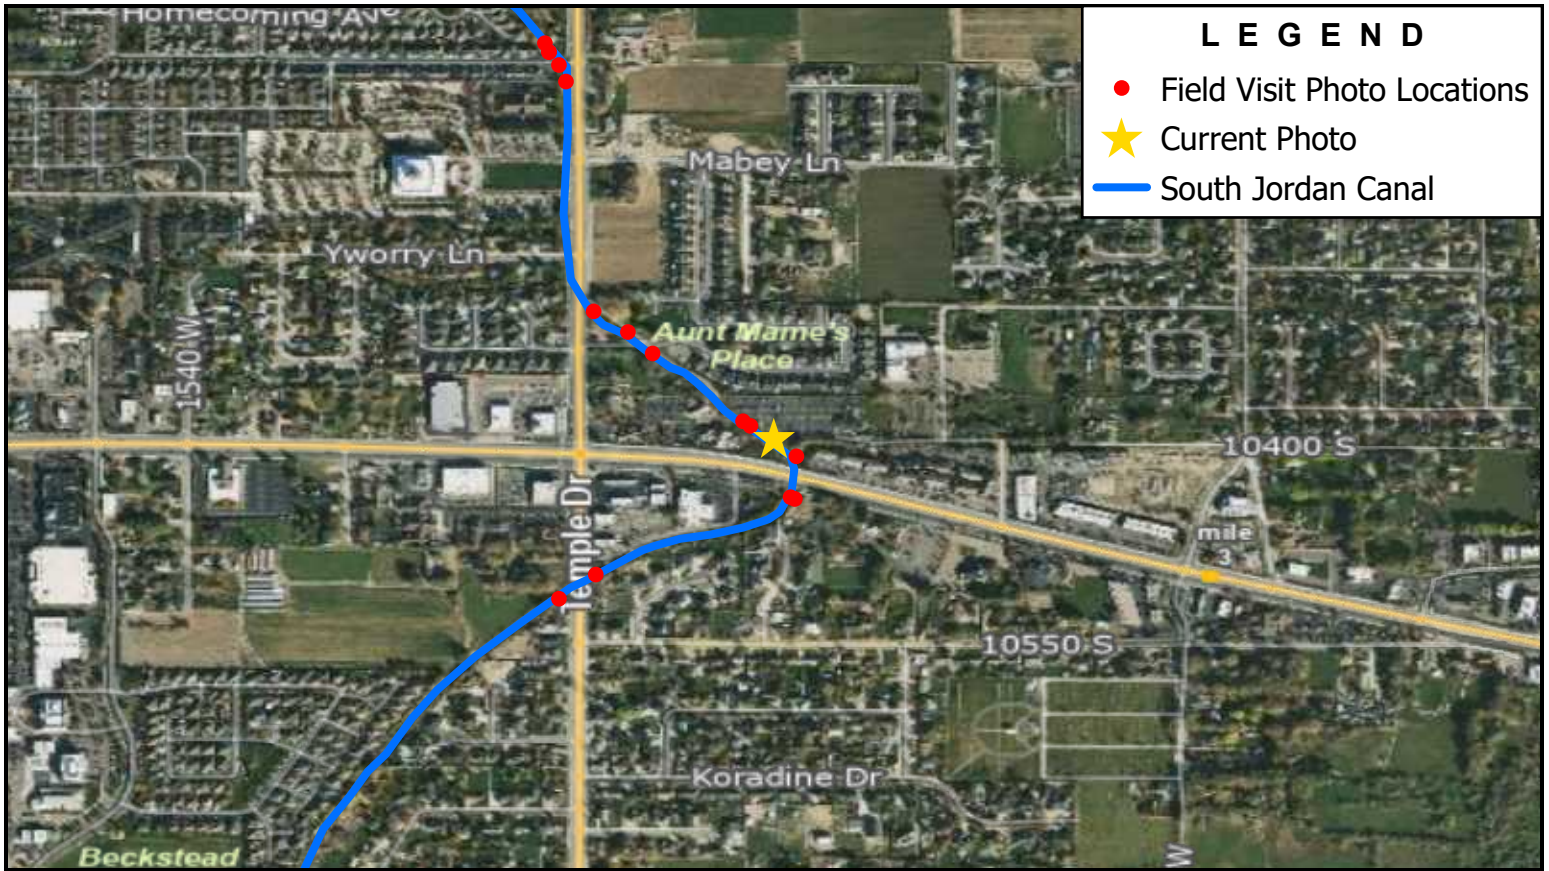 Homecoming Ave
L E G E N D
Field Visit Photo Locations
Current Photo
South Jordan Canal
Mabey Ln
Yworry Ln
Aunt Mame's
Place
1540 W
10400 S
Temple Dr
mile
3
10550 S
Koradine Dr
Beckstead
W